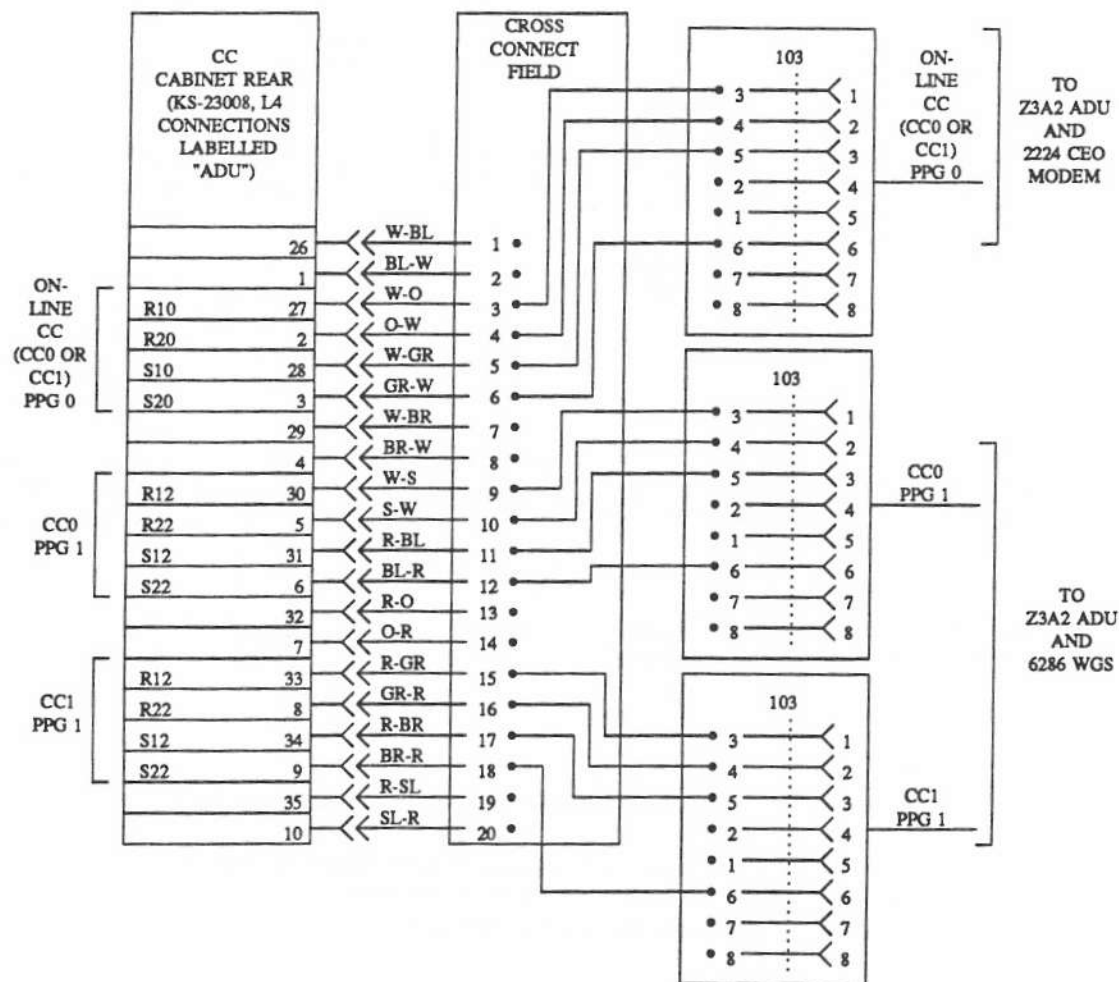 CC
CABINET REAR
(KS-23008, L4
CONNECTIONS
LABELLED
"ADU")
CROSS
CONNECT
FIELD
ON-
LINE
CC
(CC0 OR
CC1)
PPG 0
CC0
PPG 1
CC1
PPG 1
26 W-BL 1
1 BL-W 2
R10 27 W-O 3
R20 2 O-W 4
S10 28 W-GR 5
S20 3 GR-W 6
29 W-BR 7
4 BR-W 8
R12 30 W-S 9
R22 5 S-W 10
S12 31 R-BL 11
S22 6 BL-R 12
32 R-O 13
7 O-R 14
R12 33 R-GR 15
R22 8 GR-R 16
S12 34 R-BR 17
S22 9 BR-R 18
35 R-SL 19
10 SL-R 20
103
3 1
4 2
5 3
2 4
1 5
6 6
7 7
8 8
ON-
LINE
CC
(CC0 OR
CC1)
PPG 0
TO
Z3A2 ADU
AND
2224 CEO
MODEM
103
3 1
4 2
5 3
2 4
1 5
6 6
7 7
8 8
CC0
PPG 1
103
3 1
4 2
5 3
2 4
1 5
6 6
7 7
8 8
CC1
PPG 1
TO
Z3A2 ADU
AND
6286 WGS